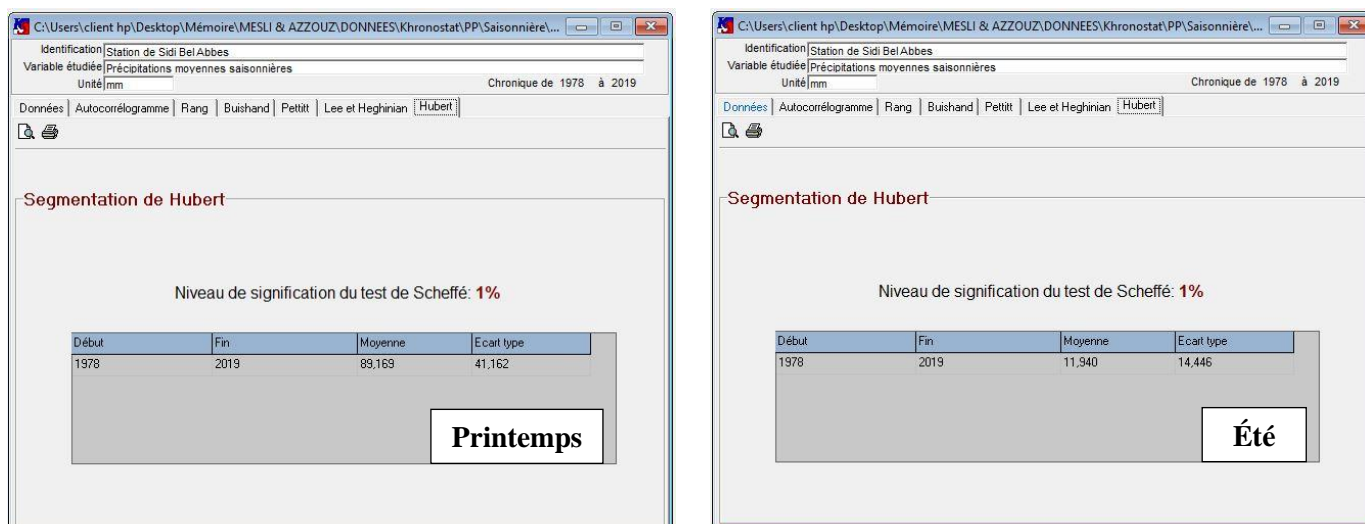 C:\Users\client hp\Desktop\Mémoire\MESLI & AZZOUZ\DONNEES\Khronostat\PP\Saisonnière\...
Identification Station de Sidi Bel Abbes
Variable étudiée Précipitations moyennes saisonnières
Unité mm Chronique de 1978 à 2019
Données Autocorrélogramme Rang Buishand Pettitt Lee et Heghinian Hubert
Segmentation de Hubert
Niveau de signification du test de Scheffé: 1%
Début Fin Moyenne Ecart type
1978 2019 89,169 41,162
Printemps
C:\Users\client hp\Desktop\Mémoire\MESLI & AZZOUZ\DONNEES\Khronostat\PP\Saisonnière\...
Identification Station de Sidi Bel Abbes
Variable étudiée Précipitations moyennes saisonnières
Unité mm Chronique de 1978 à 2019
Données Autocorrélogramme Rang Buishand Pettitt Lee et Heghinian Hubert
Segmentation de Hubert
Niveau de signification du test de Scheffé: 1%
Début Fin Moyenne Ecart type
1978 2019 11,940 14,446
Été